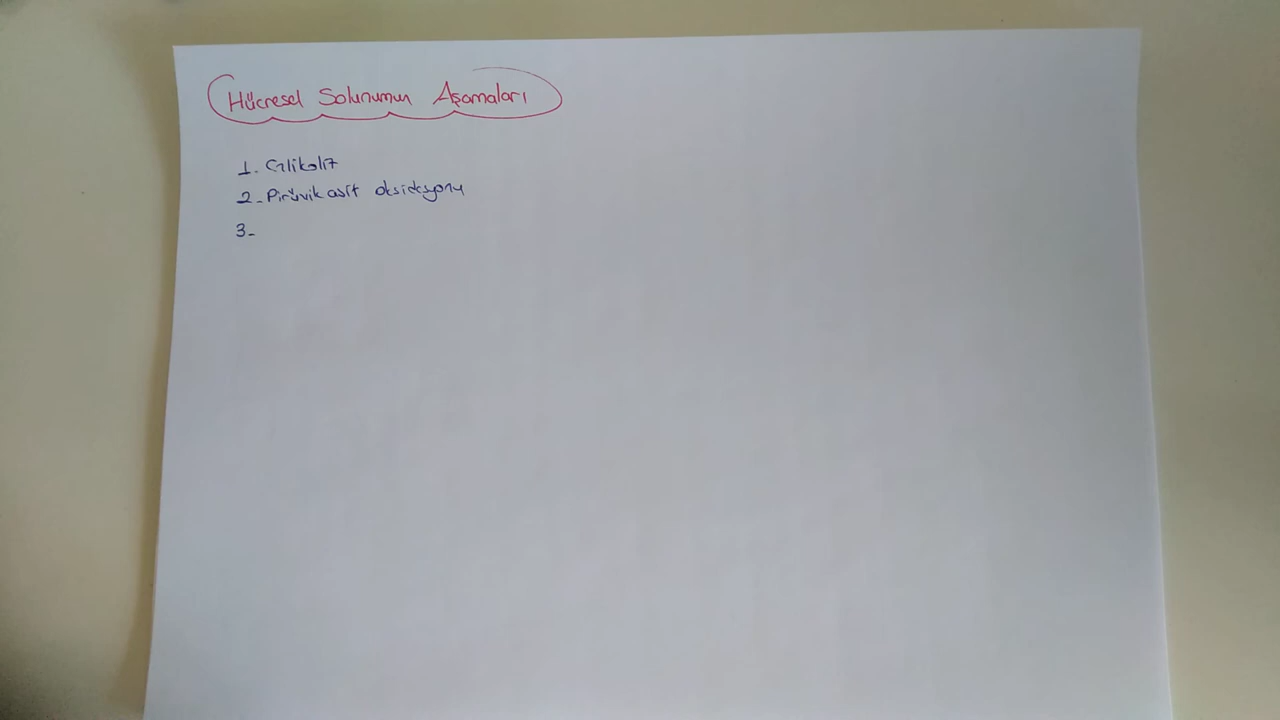 Hücresel Solunumun Aşamaları
1. Glikoliz
2- Pirüvik asit oksidasyonu
3-